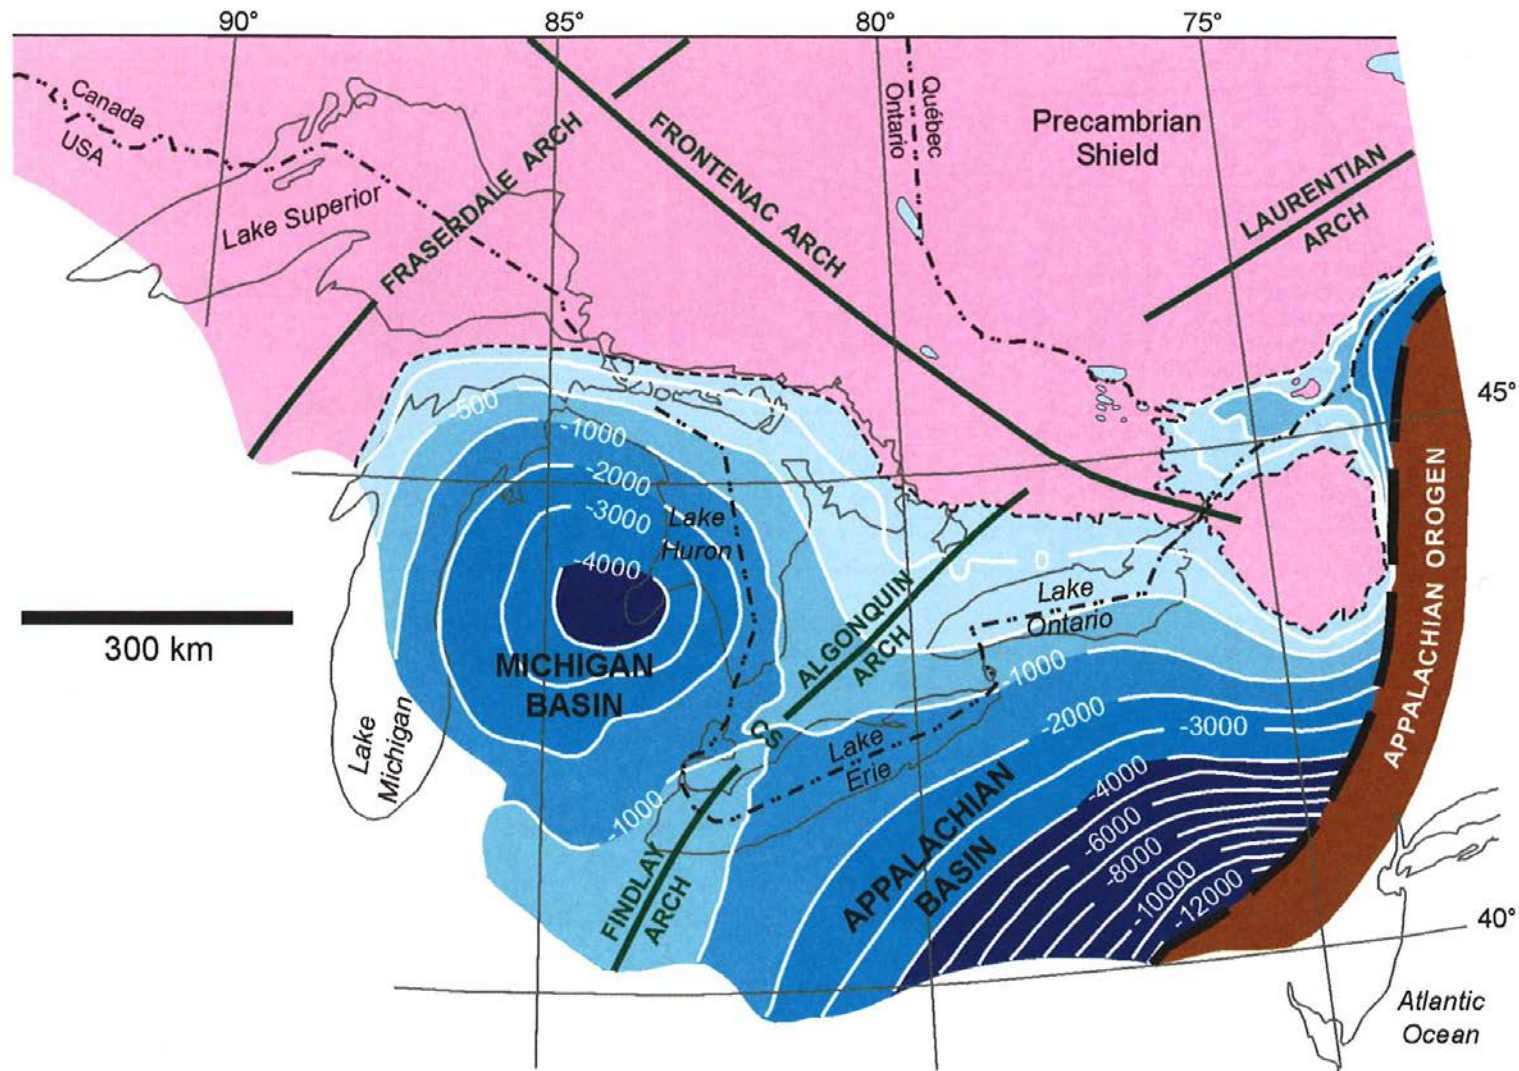 90°
85°
80°
75°
Canada
USA
Québec
Ontario
Precambrian
Shield
FRASERDALE ARCH
FRONTENAC ARCH
LAURENTIAN
ARCH
Lake Superior
45°
-500
-1000
-2000
-3000
-4000
Lake
Huron
MICHIGAN
BASIN
300 km
Lake
Michigan
ALGONQUIN
ARCH
0
Lake
Ontario
CS
Lake
Erie
-1000
-1000
-2000
-3000
-4000
-6000
-8000
-10000
-12000
FINDLAY
ARCH
APPALACHIAN
BASIN
APPALACHIAN OROGEN
40°
Atlantic
Ocean